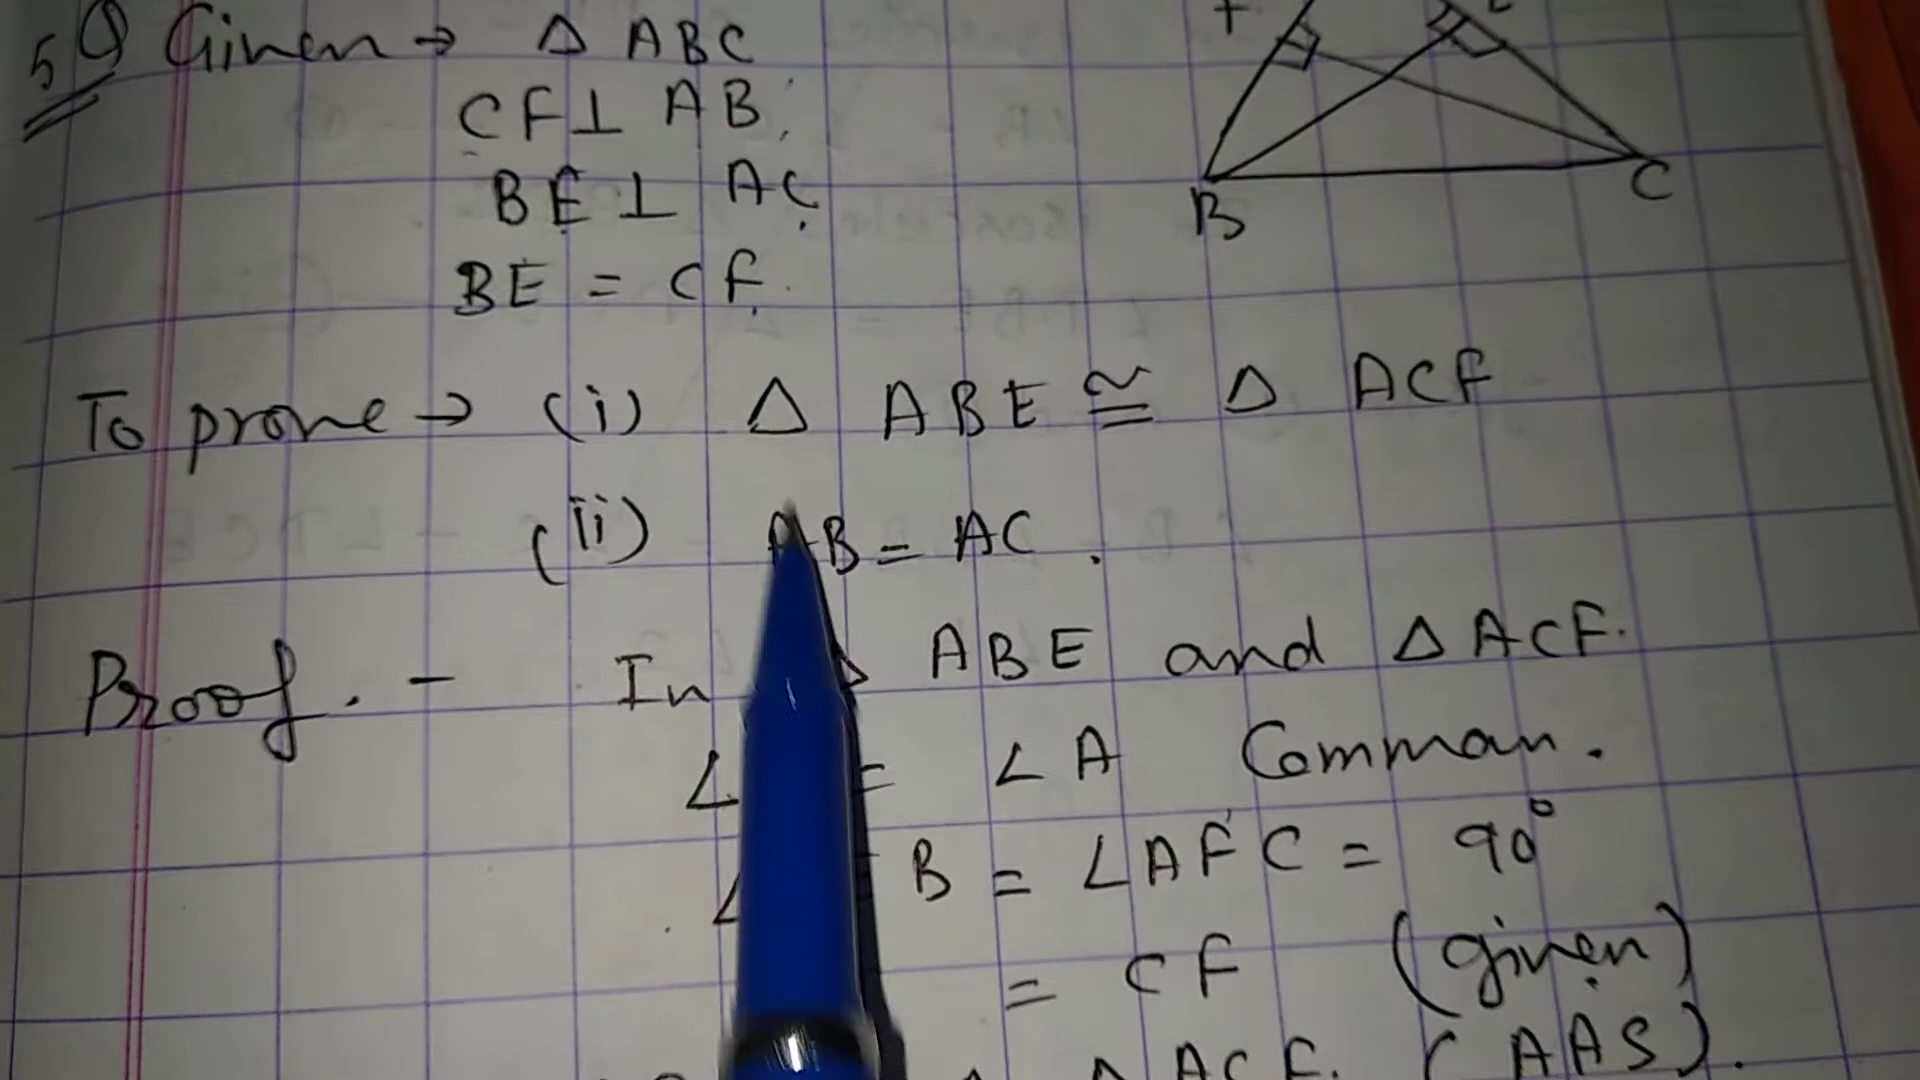 5Q Given → △ ABC
CF ⊥ AB,
BE ⊥ AC
BE = CF.
F
B
C
To prove → (i) △ ABE ≅ △ ACF
(ii) AB = AC.
Proof. - In △ ABE and △ ACF.
∠ = ∠A Comman.
∠ B = ∠AFC = 90°
= CF (given)
△ ACF. (AAS).